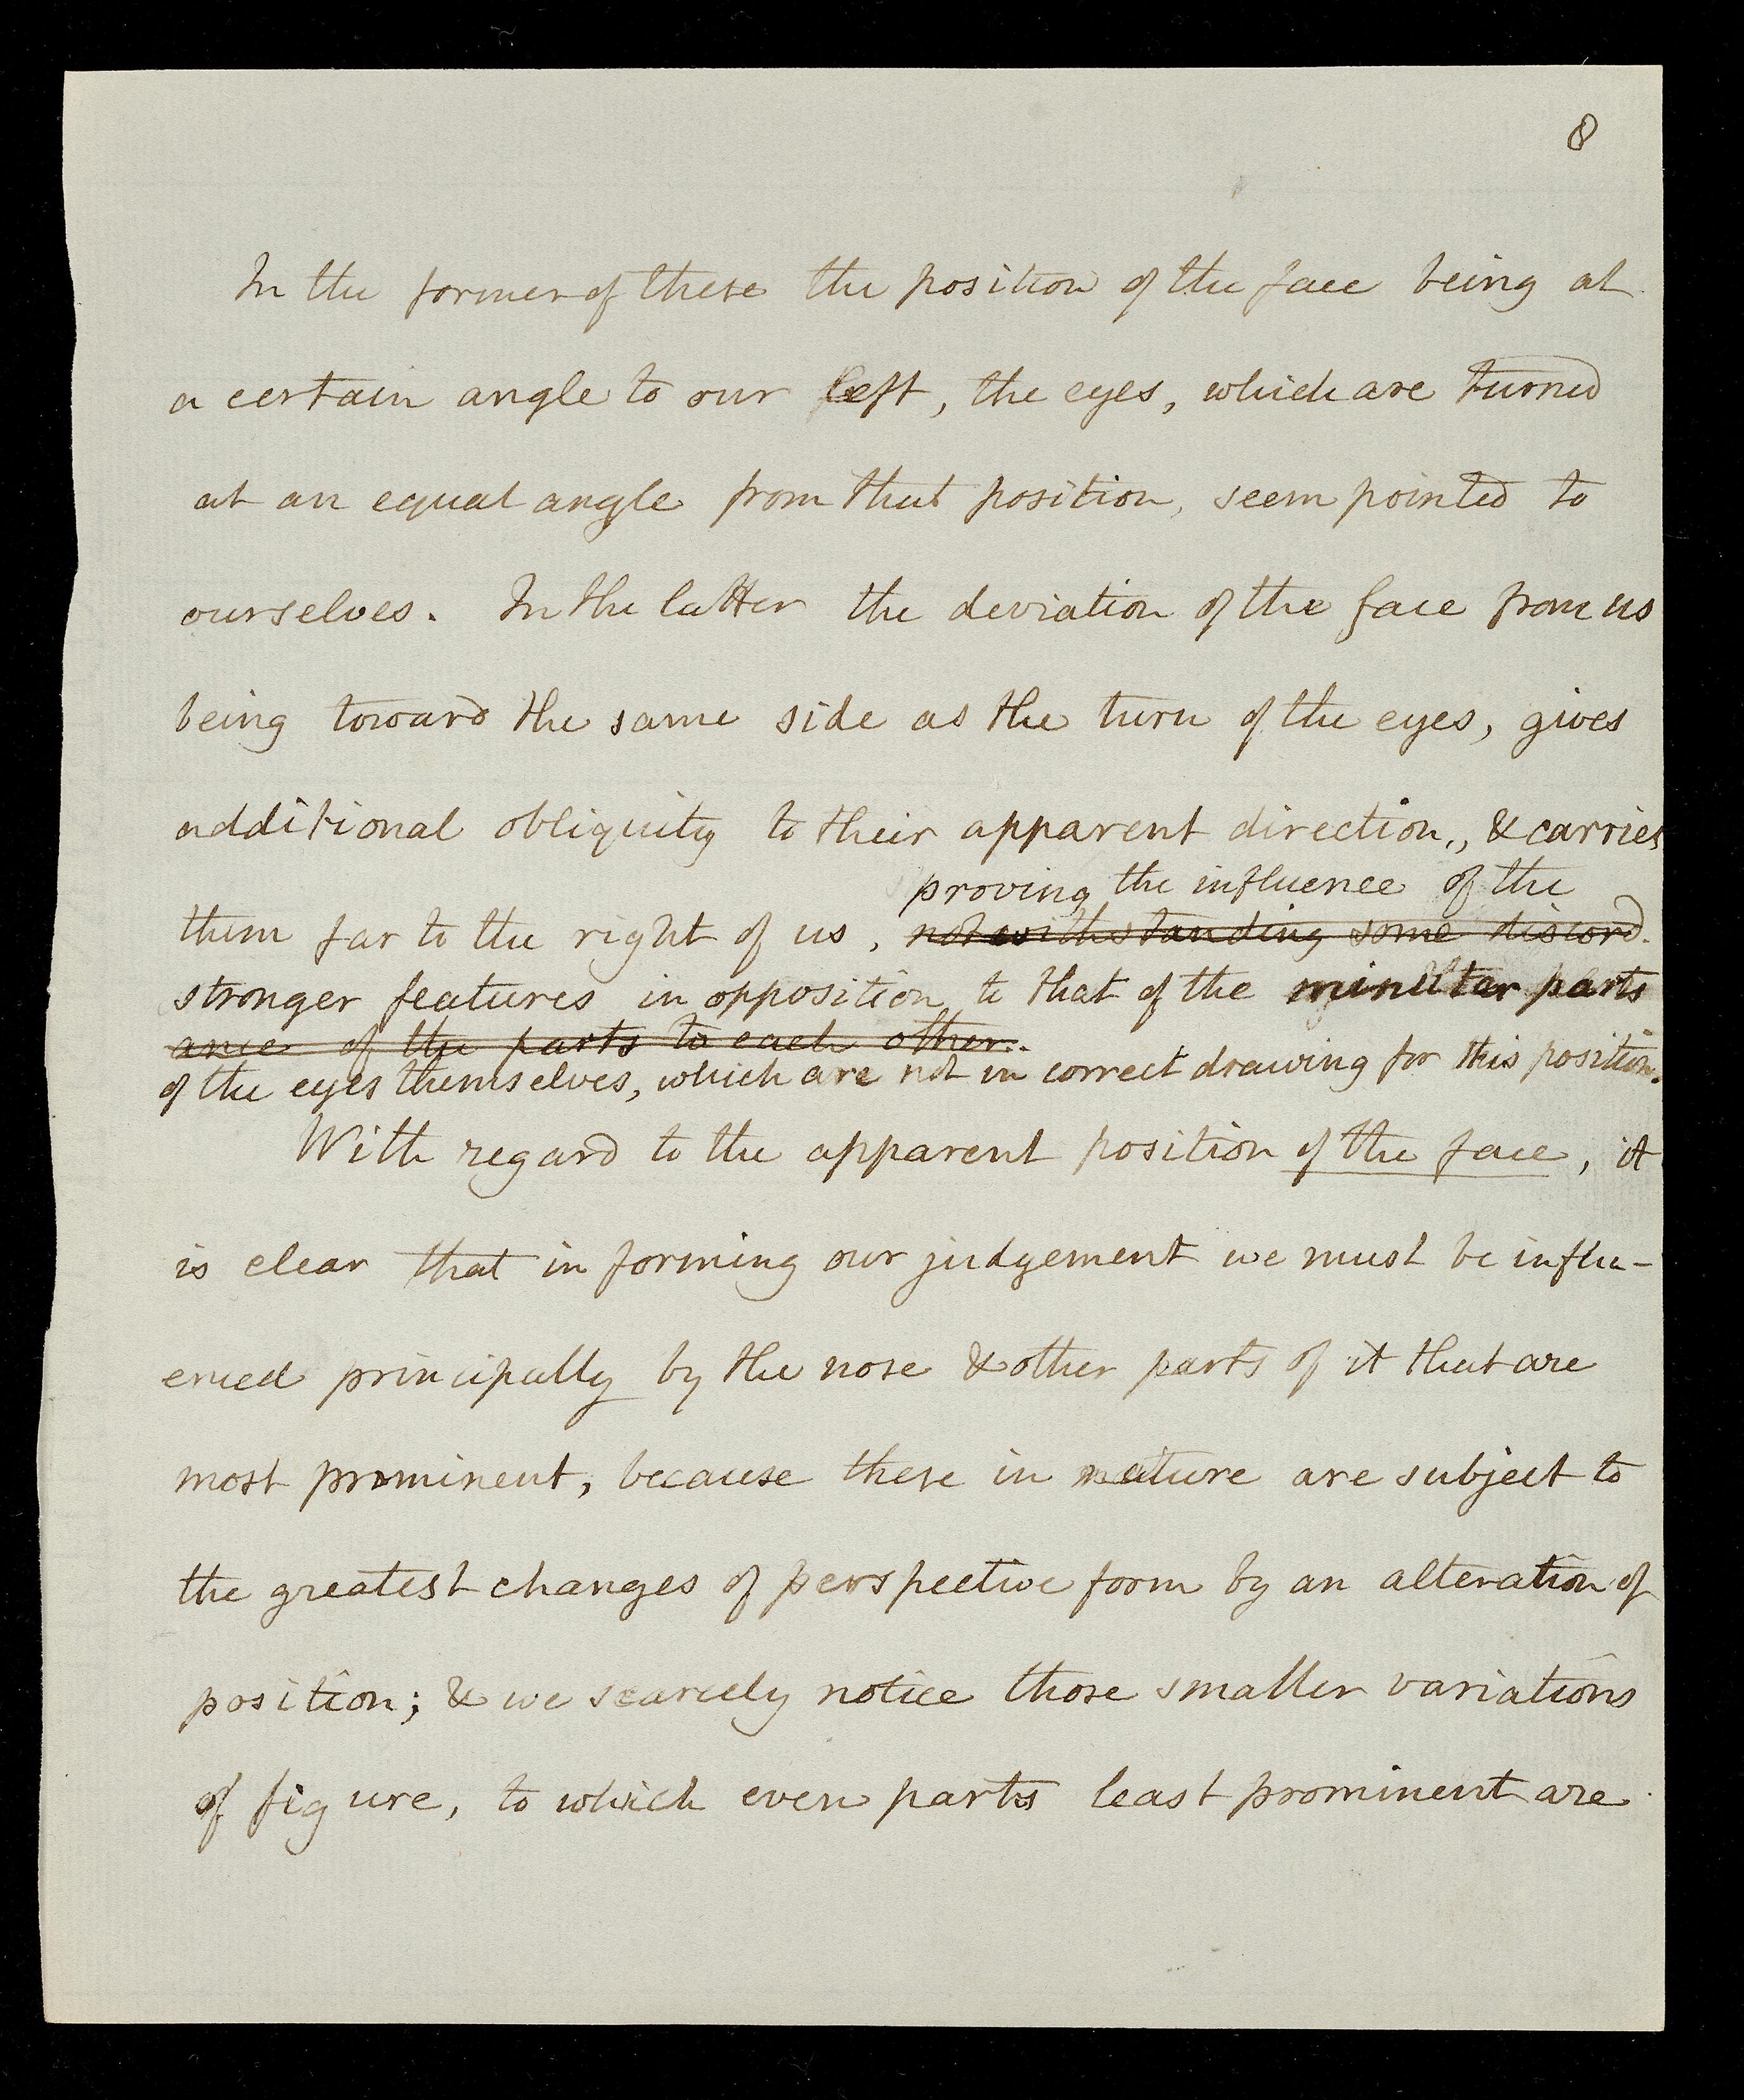 8
In the former of these the position of the face being at
a certain angle to our left, the eyes, which are turned
at an equal angle from that position, seem pointed to
ourselves. In the latter the deviation of the face from us
being toward the same side as the turn of the eyes, gives
additional obliquity to their apparent direction, & carries
proving the influence of the
them far to the right of us, notwithstanding some discord-
stronger features in opposition to that of the minuter parts
ance of the parts to each other.
of the eyes themselves, which are not in correct drawing for this position.
With regard to the apparent position of the face, it
is clear that in forming our judgement we must be influ-
enced principally by the nose & other parts of it that are
most prominent, because these in nature are subject to
the greatest changes of perspective form by an alteration of
position; & we scarcely notice those smaller variations
of figure, to which even parts least prominent are